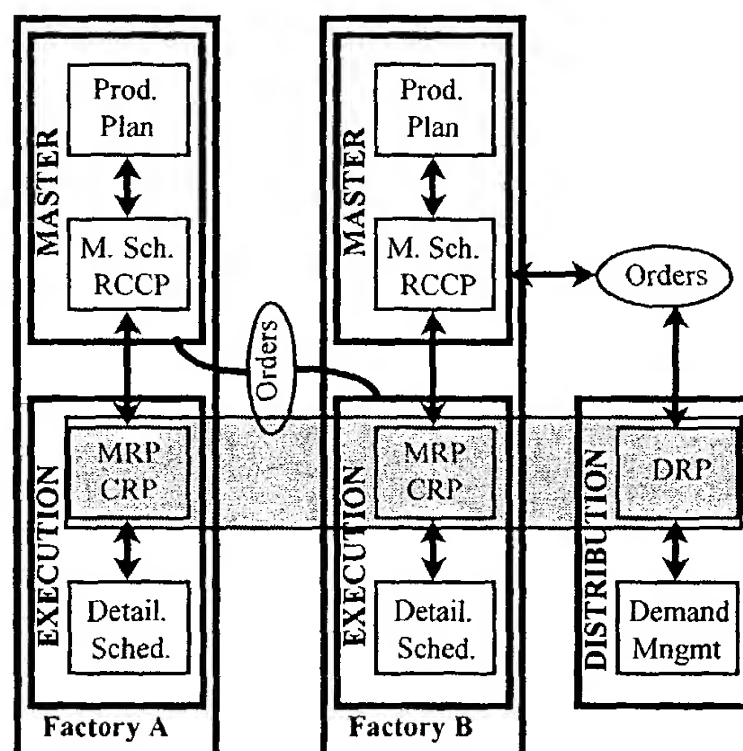 Prod.
Plan
MASTER
M. Sch.
RCCP
Prod.
Plan
MASTER
M. Sch.
RCCP
Orders
Orders
EXECUTION
MRP
CRP
Detail.
Sched.
Factory A
EXECUTION
MRP
CRP
Detail.
Sched.
Factory B
DISTRIBUTION
DRP
Demand
Mngmt